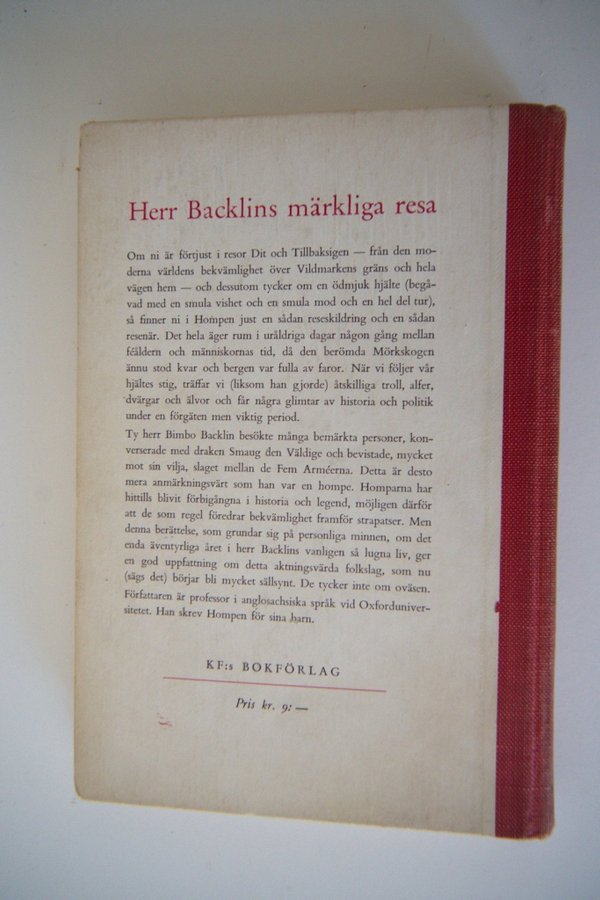 Herr Backlins märkliga resa
Om ni är förtjust i resor Dit och Tillbaksigen — från den mo-
derna världens bekvämlighet över Vildmarkens gräns och hela
vägen hem — och dessutom tycker om en ödmjuk hjälte (begå-
vad med en smula vishet och en smula mod och en hel del tur),
så finner ni i Hompen just en sådan reseskildring och en sådan
resenär. Det hela äger rum i uråldriga dagar någon gång mellan
féåldern och människornas tid, då den berömda Mörkskogen
ännu stod kvar och bergen var fulla av faror. När vi följer vår
hjältes stig, träffar vi (liksom han gjorde) åtskilliga troll, alfer,
dvärgar och älvor och får några glimtar av historia och politik
under en förgäten men viktig period.
Ty herr Bimbo Backlin besökte många bemärkta personer, kon-
verserade med draken Smaug den Väldige och bevistade, mycket
mot sin vilja, slaget mellan de Fem Arméerna. Detta är desto
mera anmärkningsvärt som han var en hompe. Homparna har
hittills blivit förbigångna i historia och legend, möjligen därför
att de som regel föredrar bekvämlighet framför strapatser. Men
denna berättelse, som grundar sig på personliga minnen, om det
enda äventyrliga året i herr Backlins vanligen så lugna liv, ger
en god uppfattning om detta aktningsvärda folkslag, som nu
(sägs det) börjar bli mycket sällsynt. De tycker inte om oväsen.
Författaren är professor i anglosachsiska språk vid Oxforduniver-
sitetet. Han skrev Hompen för sina barn.
KF:s BOKFÖRLAG
Pris kr. 9: —